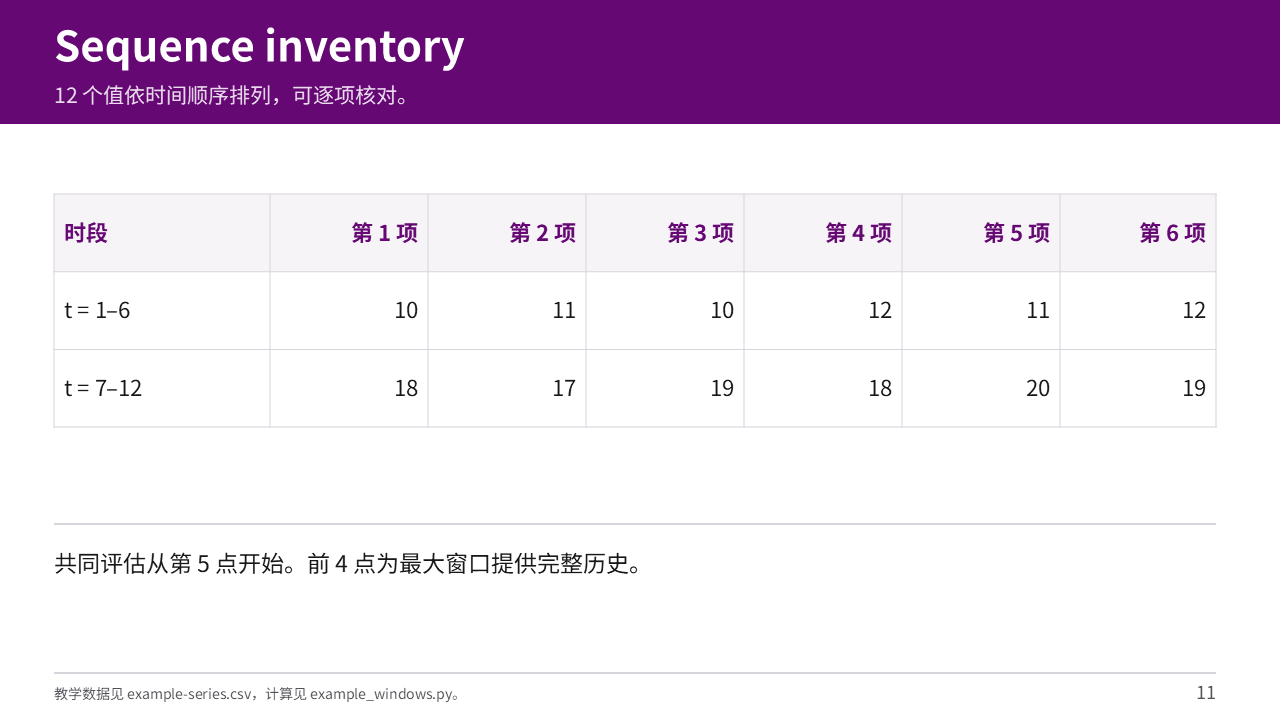 Sequence inventory
12 个值依时间顺序排列，可逐项核对。
时段 第 1 项 第 2 项 第 3 项 第 4 项 第 5 项 第 6 项
t = 1–6 10 11 10 12 11 12
t = 7–12 18 17 19 18 20 19
共同评估从第 5 点开始。前 4 点为最大窗口提供完整历史。
教学数据见 example-series.csv，计算见 example_windows.py。 11